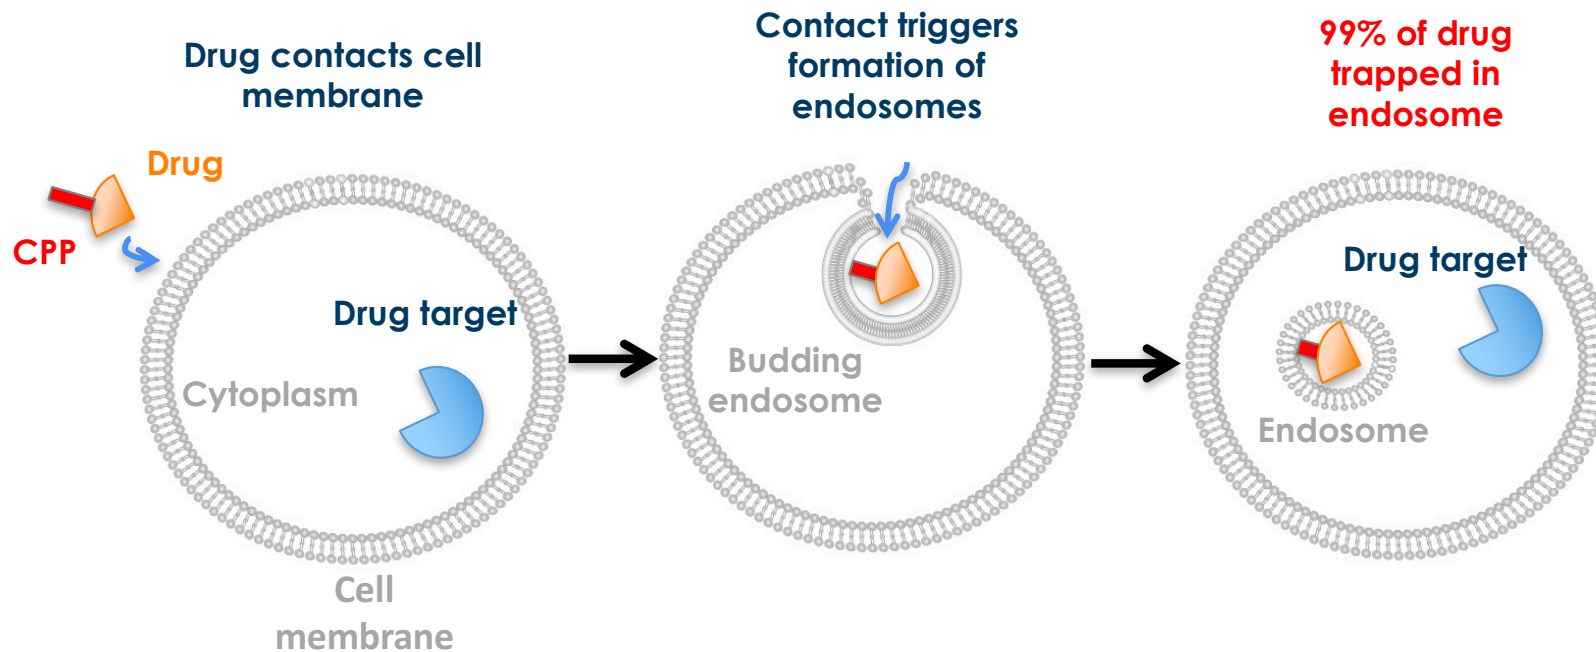 Drug contacts cell
membrane
Drug
CPP
Drug target
Cytoplasm
Cell
membrane
Contact triggers
formation of
endosomes
Budding
endosome
99% of drug
trapped in
endosome
Drug target
Endosome